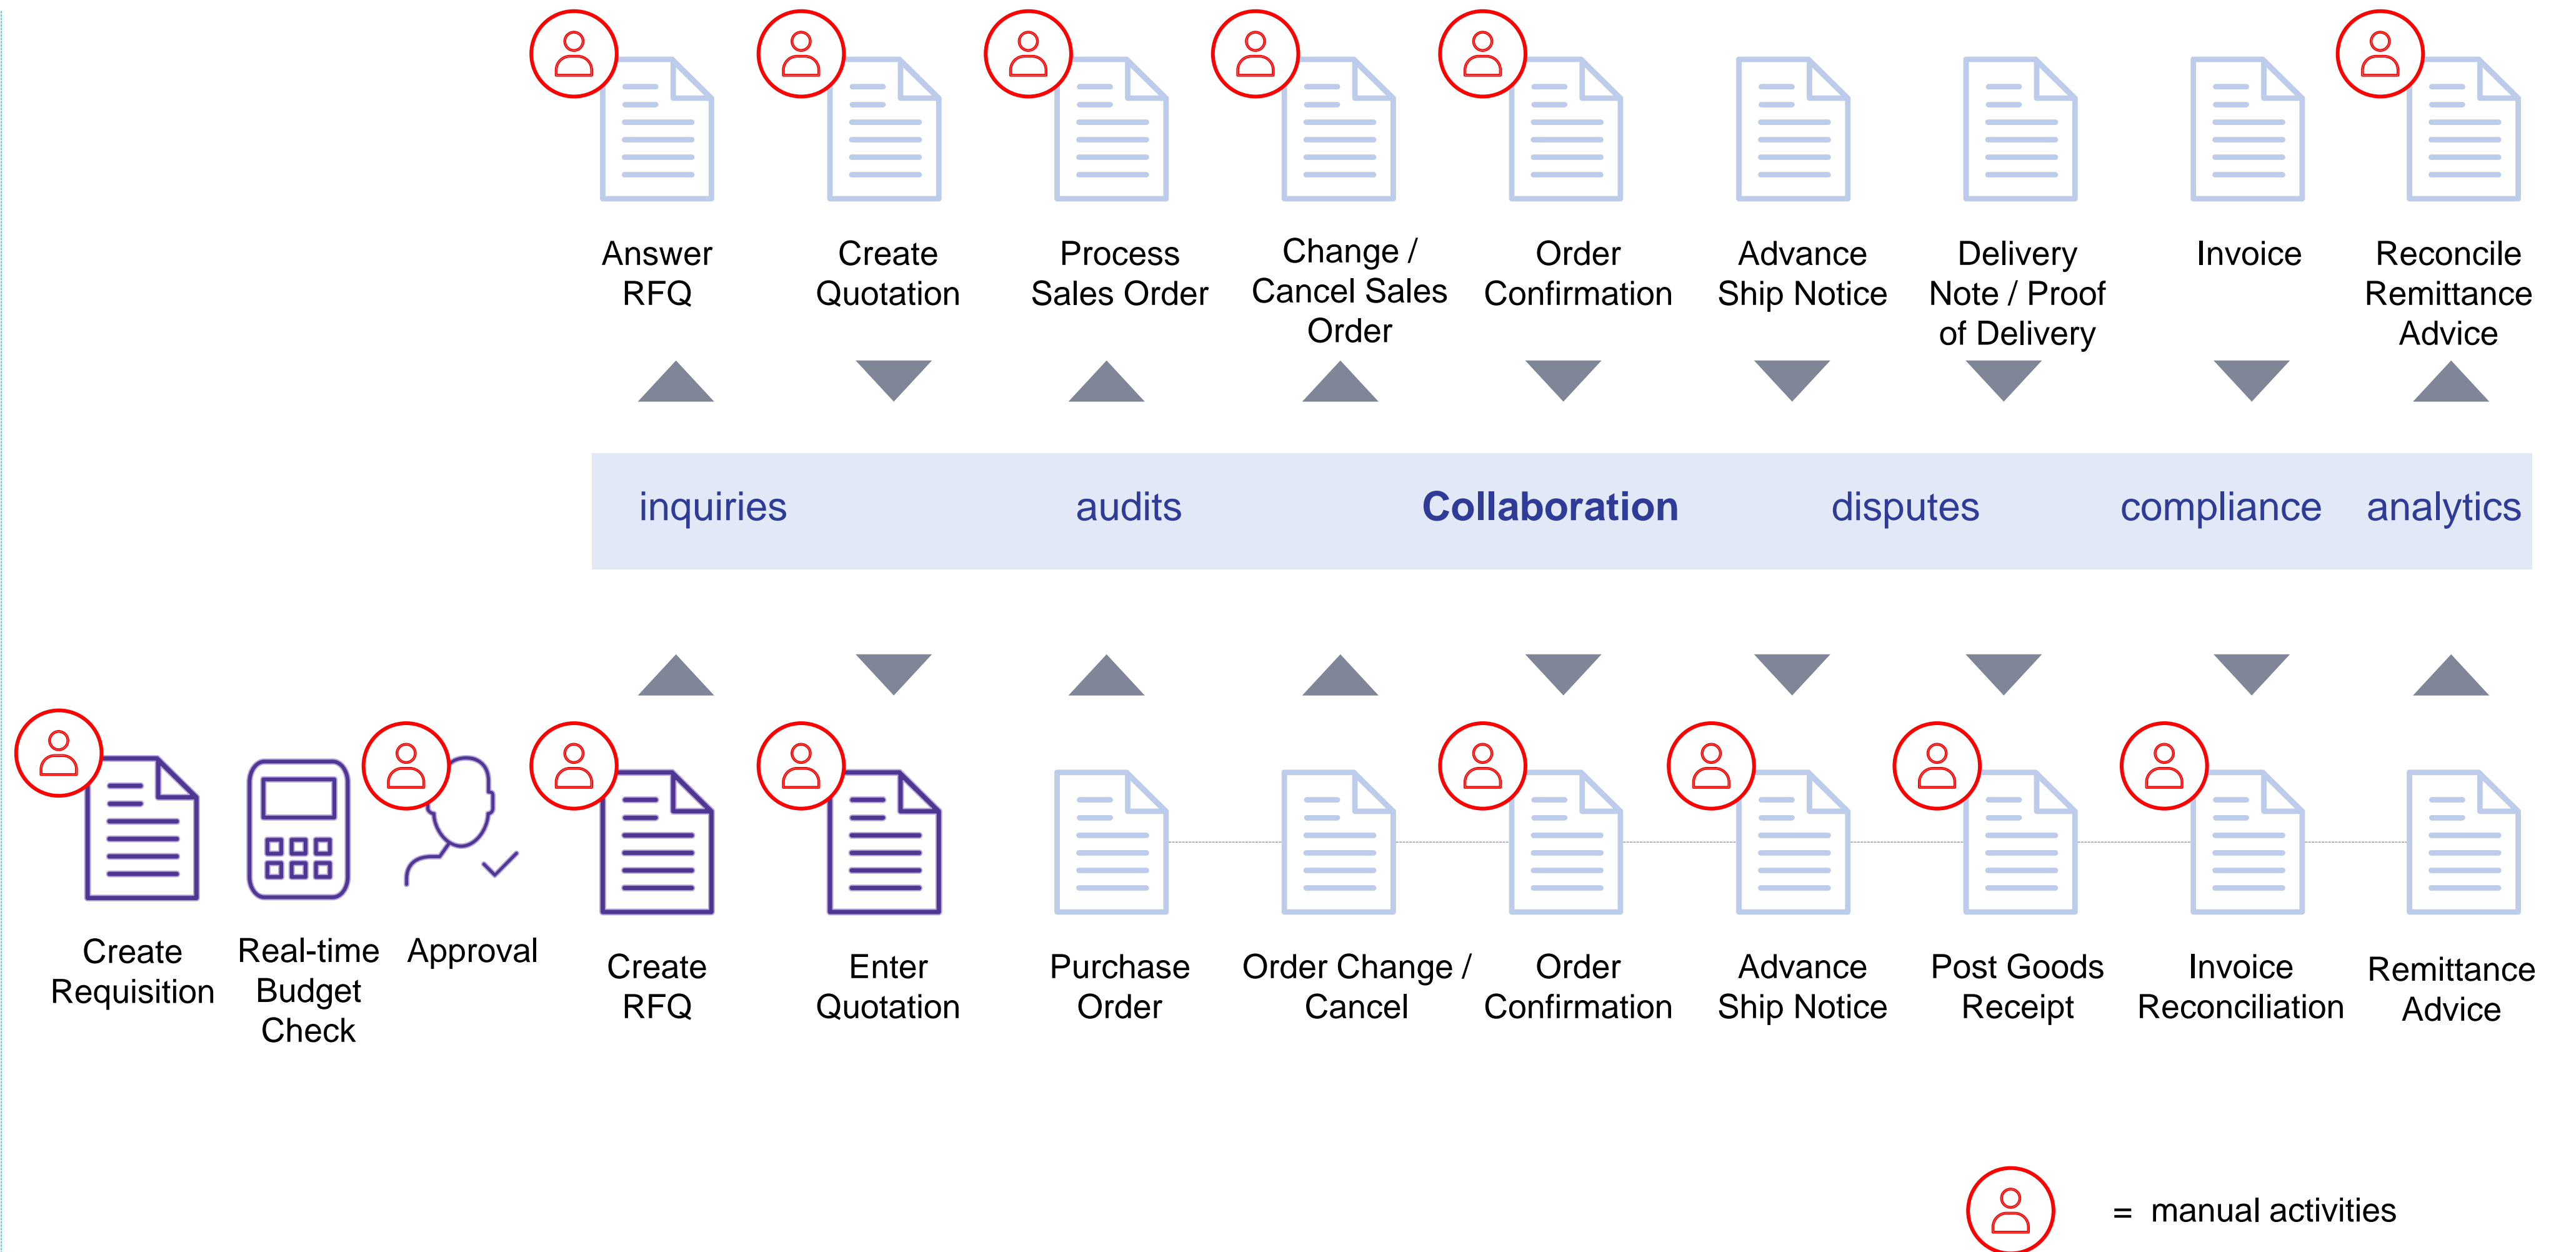 Answer
RFQ
Create
Quotation
Process
Sales Order
Change /
Cancel Sales
Order
Order
Confirmation
Advance
Ship Notice
Delivery
Note / Proof
of Delivery
Invoice
Reconcile
Remittance
Advice
inquiries
audits
Collaboration
disputes
compliance
analytics
Create
Requisition
Real-time
Budget
Check
Approval
Create
RFQ
Enter
Quotation
Purchase
Order
Order Change /
Cancel
Order
Confirmation
Advance
Ship Notice
Post Goods
Receipt
Invoice
Reconciliation
Remittance
Advice
= manual activities